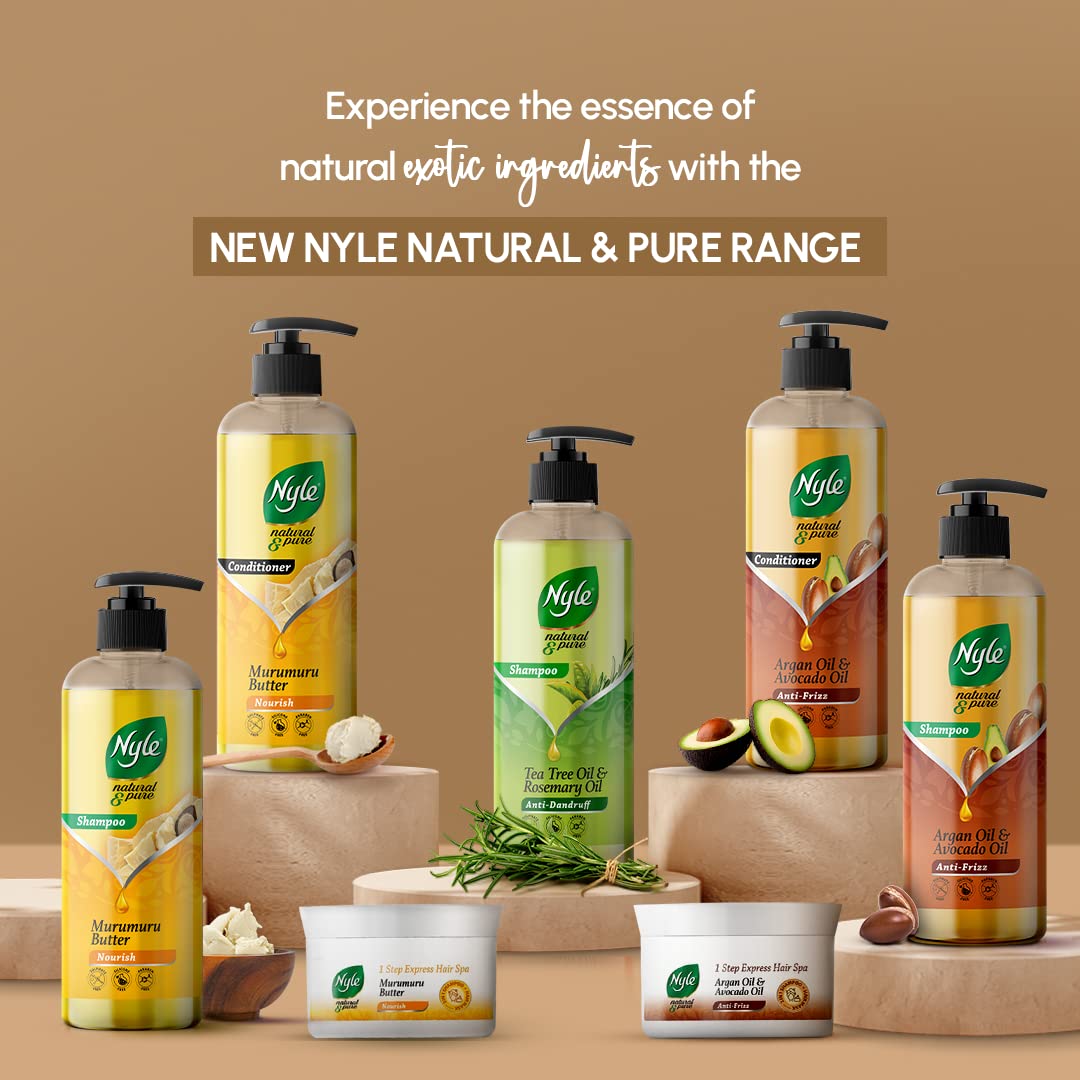 Experience the essence of
natural exotic ingredients with the
NEW NYLE NATURAL & PURE RANGE
Nyle
natural
& pure
Conditioner
Murumuru
Butter
Nourish
Nyle
natural
& pure
Conditioner
Argan Oil &
Avocado Oil
Anti-Frizz
Nyle
natural
& pure
Shampoo
Tea Tree Oil &
Rosemary Oil
Anti-Dandruff
Nyle
natural
& pure
Shampoo
Argan Oil &
Avocado Oil
Anti-Frizz
Nyle
natural
& pure
Shampoo
Murumuru
Butter
Nourish
Nyle
natural
& pure
1 Step Express Hair Spa
Murumuru
Butter
Nourish
Nyle
natural
& pure
1 Step Express Hair Spa
Argan Oil &
Avocado Oil
Anti-Frizz